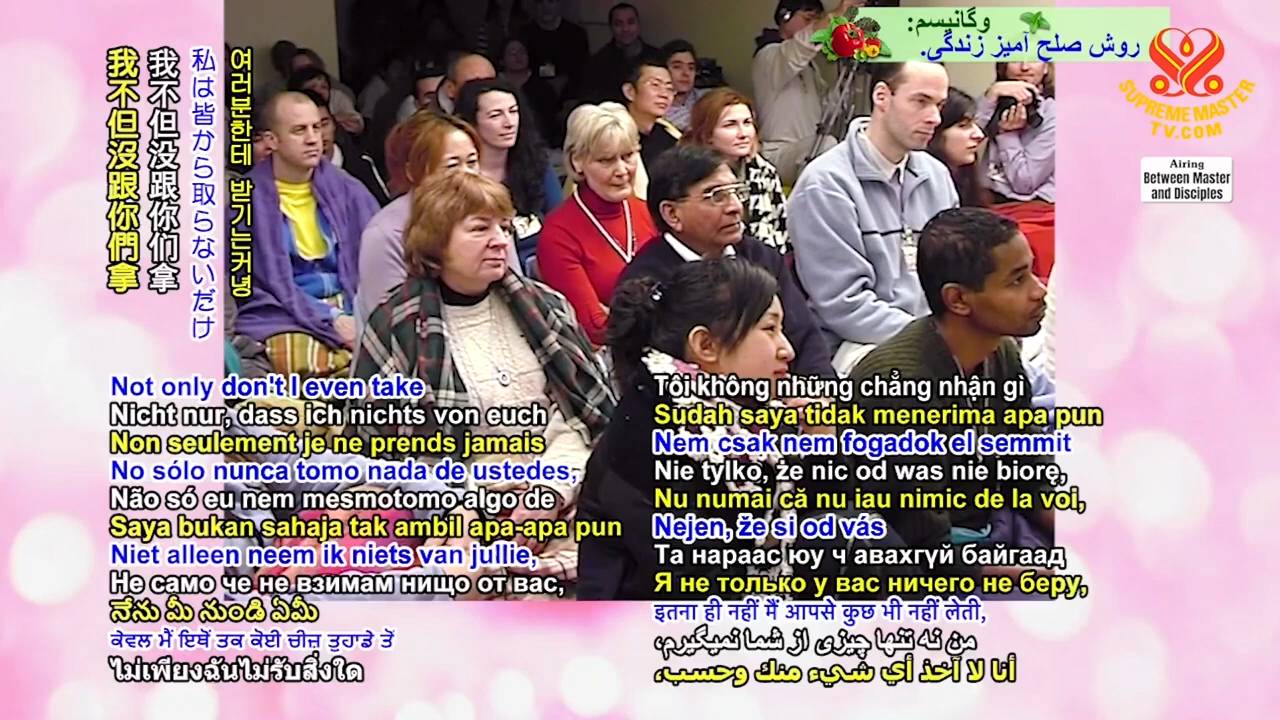 وگانیسم:
روش صلح آمیز زندگی.
SUPREME MASTER
TV.COM
Airing
Between Master
and Disciples
여러분한테 받기는커녕
私は皆から取らないだけ
我不但没跟你们拿
我不但沒跟你們拿
Not only don't I even take
Nicht nur, dass ich nichts von euch
Non seulement je ne prends jamais
No sólo nunca tomo nada de ustedes,
Não só eu nem mesmotomo algo de
Saya bukan sahaja tak ambil apa-apa pun
Niet alleen neem ik niets van jullie,
Не само че не взимам нищо от вас,
నేను మీ నుండి ఏమీ
ਕੇਵਲ ਮੈਂ ਇਥੋਂ ਤਕ ਕੋਈ ਚੀਜ਼ ਤੁਹਾਡੇ ਤੋਂ
ไม่เพียงฉันไม่รับสิ่งใด
Tôi không những chẳng nhận gì
Sudah saya tidak menerima apa pun
Nem csak nem fogadok el semmit
Nie tylko, że nic od was nie biorę,
Nu numai că nu iau nimic de la voi,
Nejen, že si od vás
Та нараас юу ч авахгүй байгаад
Я не только у вас ничего не беру,
इतना ही नहीं मैं आपसे कुछ भी नहीं लेती,
من نه تنها چیزی از شما نمیگیرم،
أنا لا آخذ أي شيء منك وحسب،